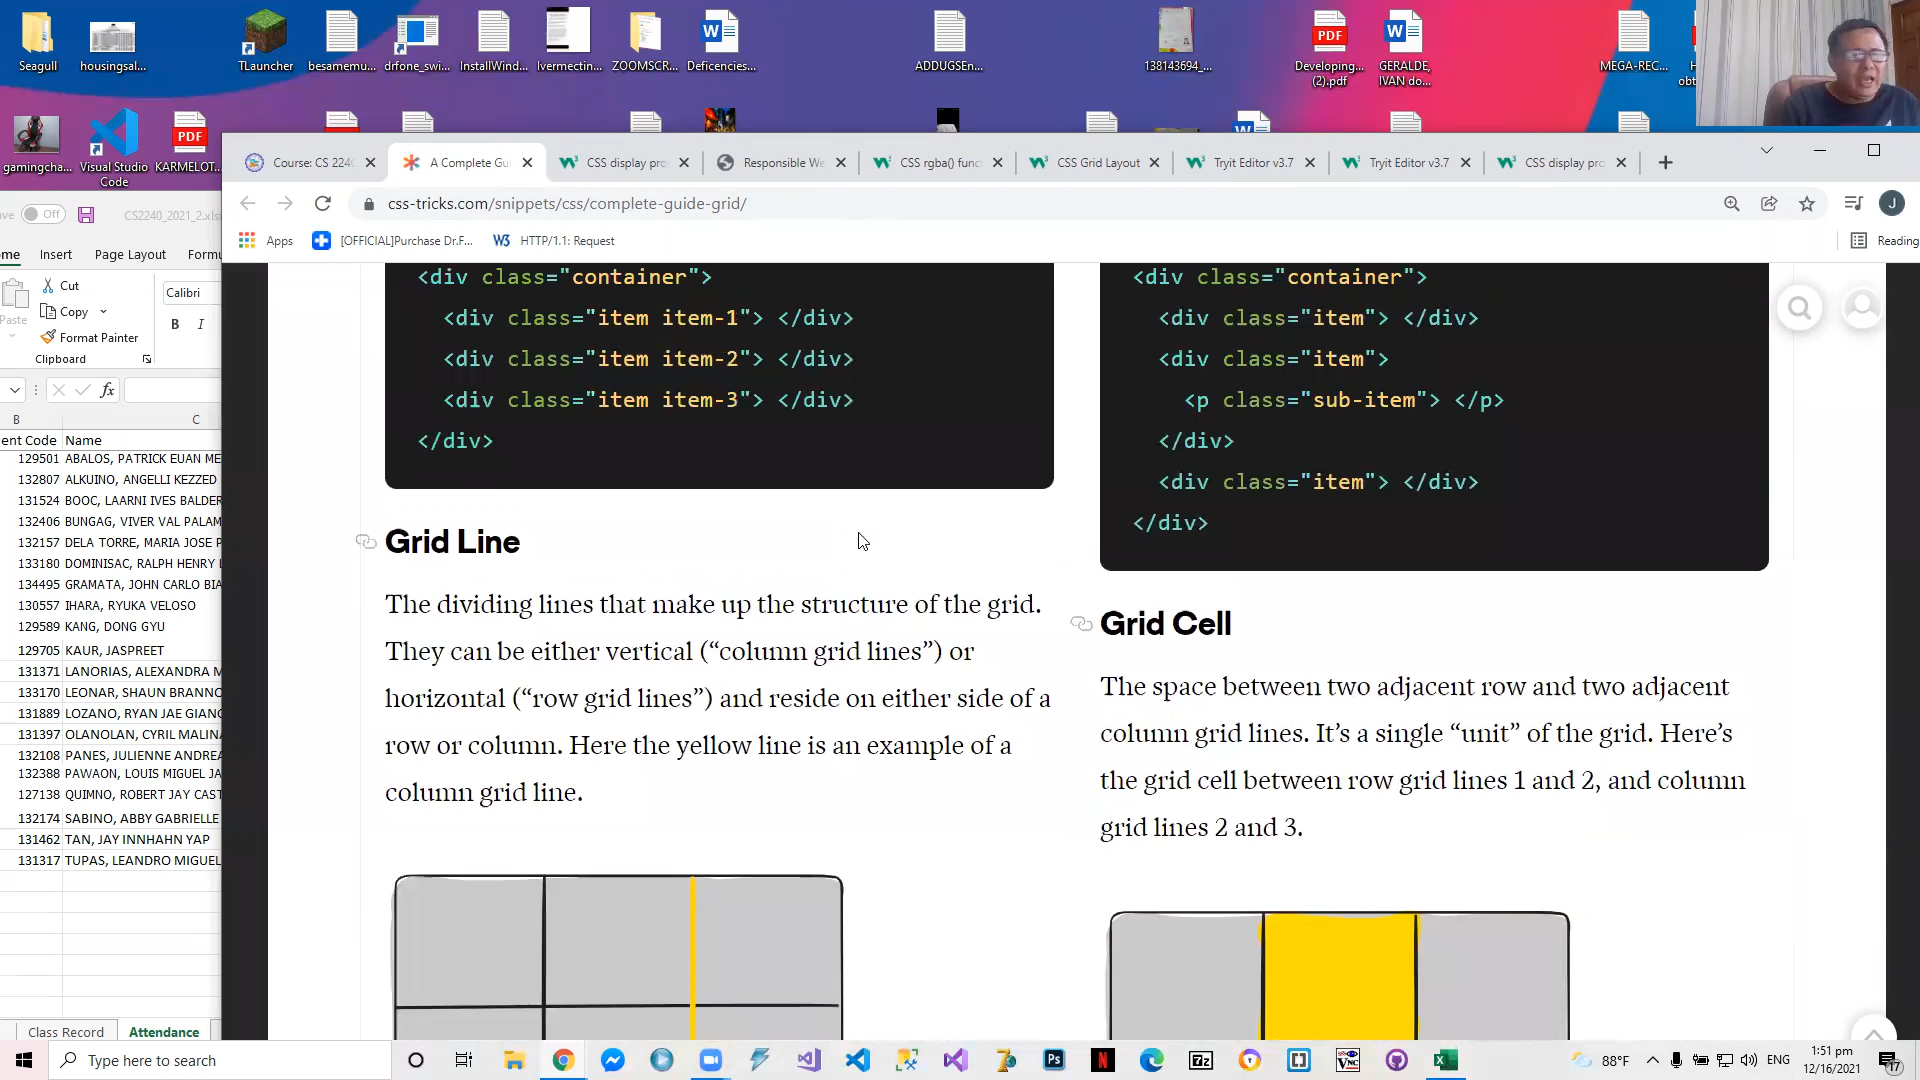 Seagull
housingsal...
TLauncher
besamemu...
drfone_swi...
InstallWind...
Ivermectin...
ZOOMSCR...
Deficencies...
ADDUGSEn...
138143694_...
PDF
Developing...
(2).pdf
GERALDE,
IVAN do...
MEGA-REC...
gamingcha...
Visual Studio
Code
PDF
KARMELOT...
Course: CS 2240
A Complete Gui
CSS display pro
Responsible We
CSS rgba() func
CSS Grid Layout
Tryit Editor v3.7
Tryit Editor v3.7
CSS display pro
css-tricks.com/snippets/css/complete-guide-grid/
J
Apps
[OFFICIAL]Purchase Dr.F...
HTTP/1.1: Request
Reading
Off
CS2240_2021_2.xls
Insert
Page Layout
Formu
Cut
Copy
Format Painter
Paste
Clipboard
Calibri
B
I
fx
B
C
ent Code
Name
129501 ABALOS, PATRICK EUAN ME
132807 ALKUINO, ANGELLI KEZZED
131524 BOOC, LAARNI IVES BALDER
132406 BUNGAG, VIVER VAL PALAM
132157 DELA TORRE, MARIA JOSE P
133180 DOMINISAC, RALPH HENRY L
134495 GRAMATA, JOHN CARLO BIA
130557 IHARA, RYUKA VELOSO
129589 KANG, DONG GYU
129705 KAUR, JASPREET
131371 LANORIAS, ALEXANDRA M
133170 LEONAR, SHAUN BRANNO
131889 LOZANO, RYAN JAE GIANC
131397 OLANOLAN, CYRIL MALINA
132108 PANES, JULIENNE ANDREA
132388 PAWAON, LOUIS MIGUEL JA
127138 QUIMNO, ROBERT JAY CAST
132174 SABINO, ABBY GABRIELLE
131462 TAN, JAY INNHAHN YAP
131317 TUPAS, LEANDRO MIGUEL
Class Record
Attendance
<div class="container">
<div class="item item-1"> </div>
<div class="item item-2"> </div>
<div class="item item-3"> </div>
</div>
Grid Line
The dividing lines that make up the structure of the grid.
They can be either vertical (“column grid lines”) or
horizontal (“row grid lines”) and reside on either side of a
row or column. Here the yellow line is an example of a
column grid line.
<div class="container">
<div class="item"> </div>
<div class="item">
<p class="sub-item"> </p>
</div>
<div class="item"> </div>
</div>
Grid Cell
The space between two adjacent row and two adjacent
column grid lines. It’s a single “unit” of the grid. Here’s
the grid cell between row grid lines 1 and 2, and column
grid lines 2 and 3.
Type here to search
88°F
ENG
1:51 pm
12/16/2021
17